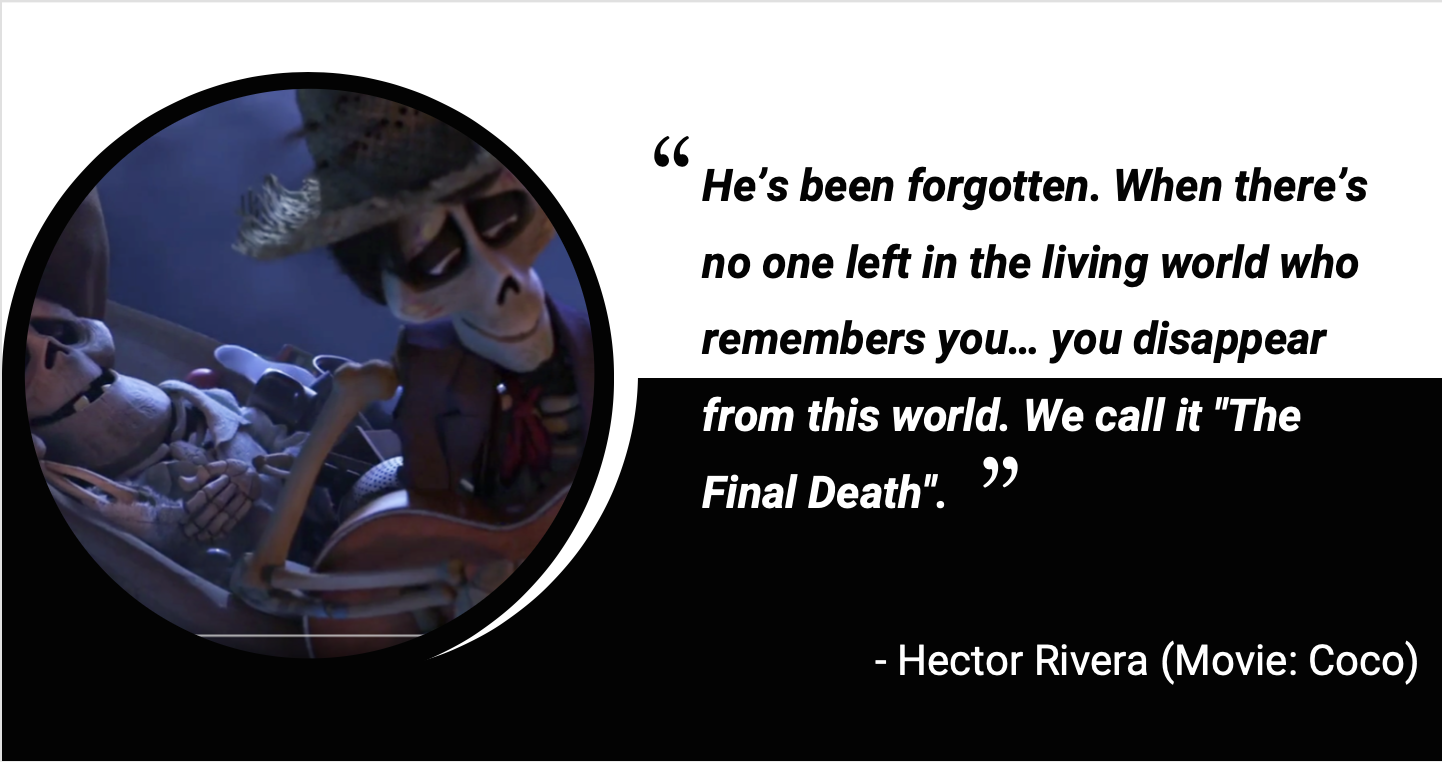 “He’s been forgotten. When there’s
no one left in the living world who
remembers you… you disappear
from this world. We call it "The
Final Death". ”
- Hector Rivera (Movie: Coco)